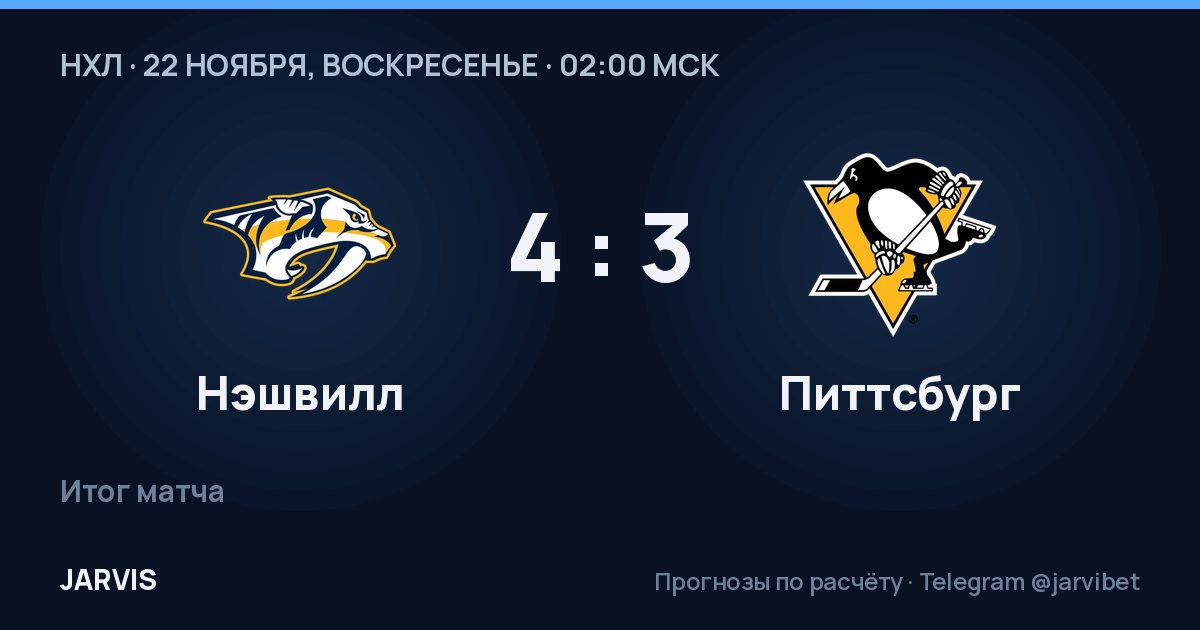 НХЛ · 22 НОЯБРЯ, ВОСКРЕСЕНЬЕ · 02:00 МСК
4 : 3
Нэшвилл
Питтсбург
Итог матча
JARVIS
Прогнозы по расчёту · Telegram @jarvibet